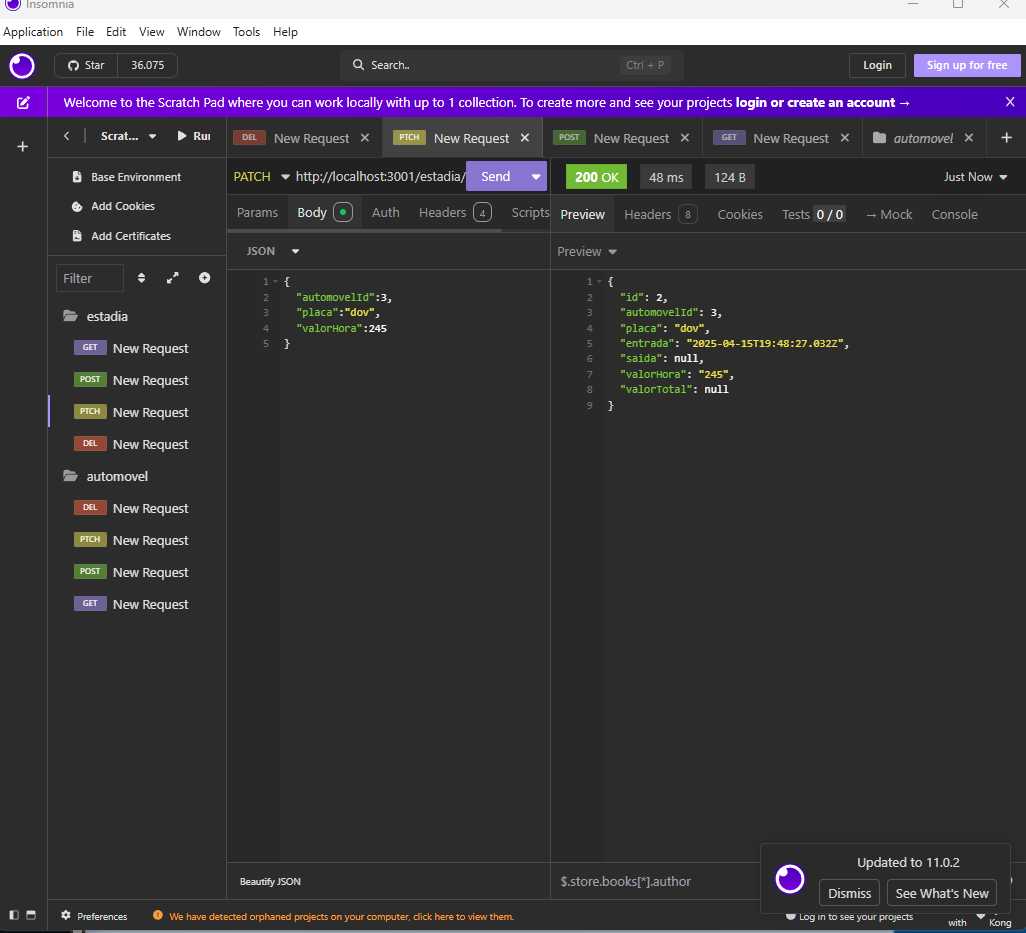 Insomnia
Application File Edit View Window Tools Help
Star 36.075 Search.. Ctrl + P Login Sign up for free
Welcome to the Scratch Pad where you can work locally with up to 1 collection. To create more and see your projects login or create an account → X
Scrat... Run
DEL New Request PTCH New Request POST New Request GET New Request automovel
Base Environment
Add Cookies
Add Certificates
Filter
estadia
GET New Request
POST New Request
PTCH New Request
DEL New Request
automovel
DEL New Request
PTCH New Request
POST New Request
GET New Request
PATCH http://localhost:3001/estadia/ Send
Params Body Auth Headers 4 Scripts
JSON
1 {
2 "automovelId":3,
3 "placa":"dov",
4 "valorHora":245
5 }
Beautify JSON
200 OK 48 ms 124 B Just Now
Preview Headers 8 Cookies Tests 0 / 0 → Mock Console
Preview
1 {
2 "id": 2,
3 "automovelId": 3,
4 "placa": "dov",
5 "entrada": "2025-04-15T19:48:27.032Z",
6 "saida": null,
7 "valorHora": "245",
8 "valorTotal": null
9 }
$.store.books[*].author
Updated to 11.0.2
Dismiss See What's New
Preferences We have detected orphaned projects on your computer, click here to view them. Log in to see your projects
with Kong